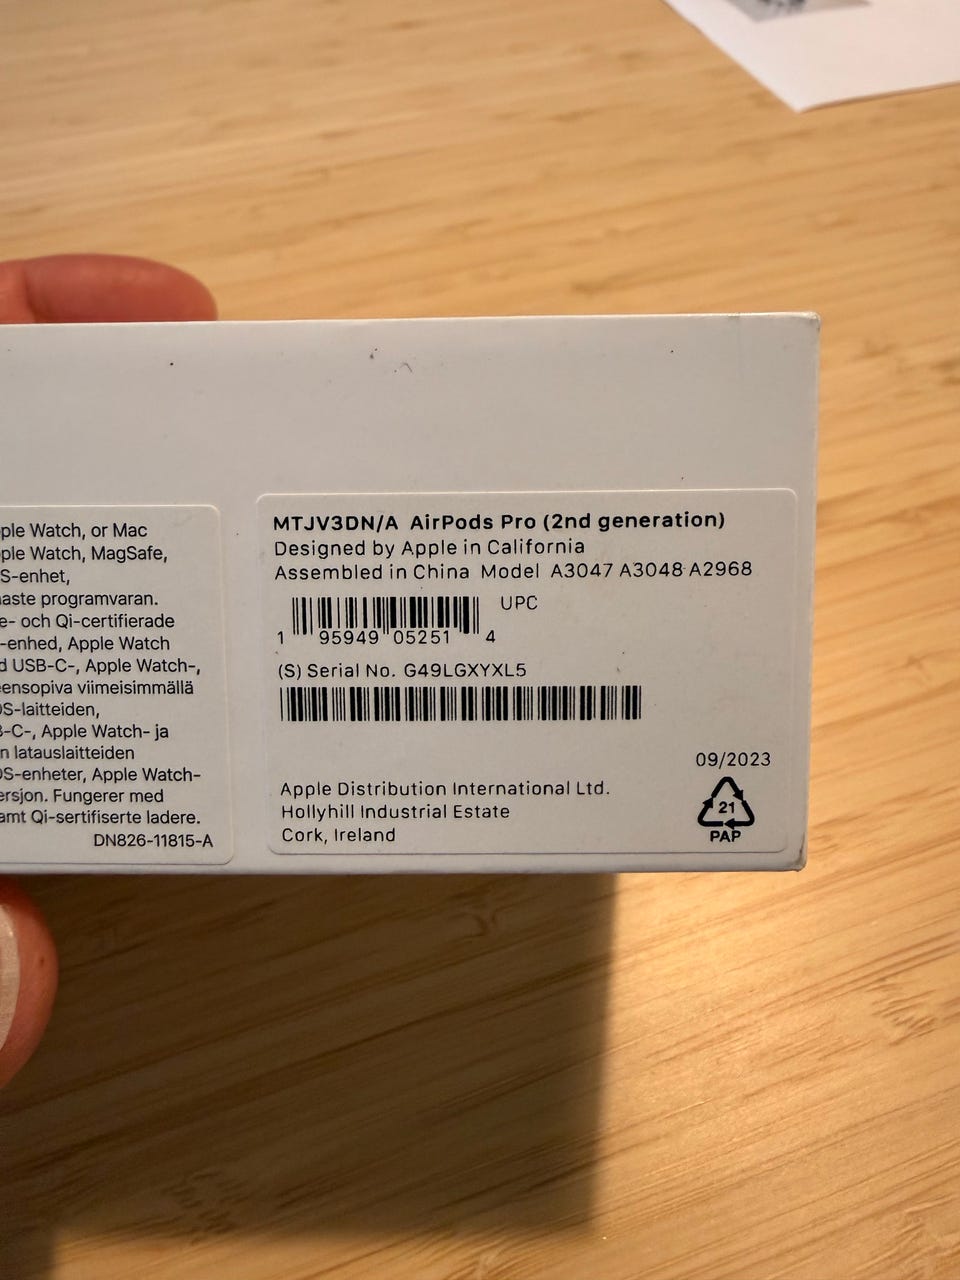 ple Watch, or Mac
ple Watch, MagSafe,
S-enhet,
aste programvaran.
e- och Qi-certifierade
-enhed, Apple Watch
d USB-C-, Apple Watch-,
ensopiva viimeisimmällä
OS-laitteiden,
B-C-, Apple Watch- ja
n latauslaitteiden
OS-enheter, Apple Watch-
ersjon. Fungerer med
amt Qi-sertifiserte ladere.
DN826-11815-A
MTJV3DN/A AirPods Pro (2nd generation)
Designed by Apple in California
Assembled in China Model A3047 A3048 A2968
UPC
1 95949 05251 4
(S) Serial No. G49LGXYXL5
09/2023
Apple Distribution International Ltd.
Hollyhill Industrial Estate
Cork, Ireland
21
PAP